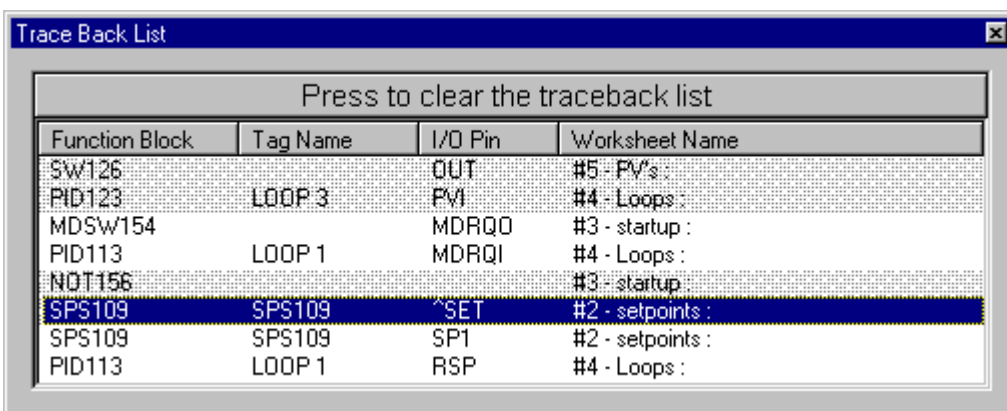 Trace Back List
Press to clear the traceback list
Function Block Tag Name I/O Pin Worksheet Name
SW126 OUT #5 - PV's :
PID123 LOOP 3 PVI #4 - Loops :
MDSW154 MDRQO #3 - startup :
PID113 LOOP 1 MDRQI #4 - Loops :
NOT156 #3 - startup :
SPS109 SPS109 ^SET #2 - setpoints :
SPS109 SPS109 SP1 #2 - setpoints :
PID113 LOOP 1 RSP #4 - Loops :